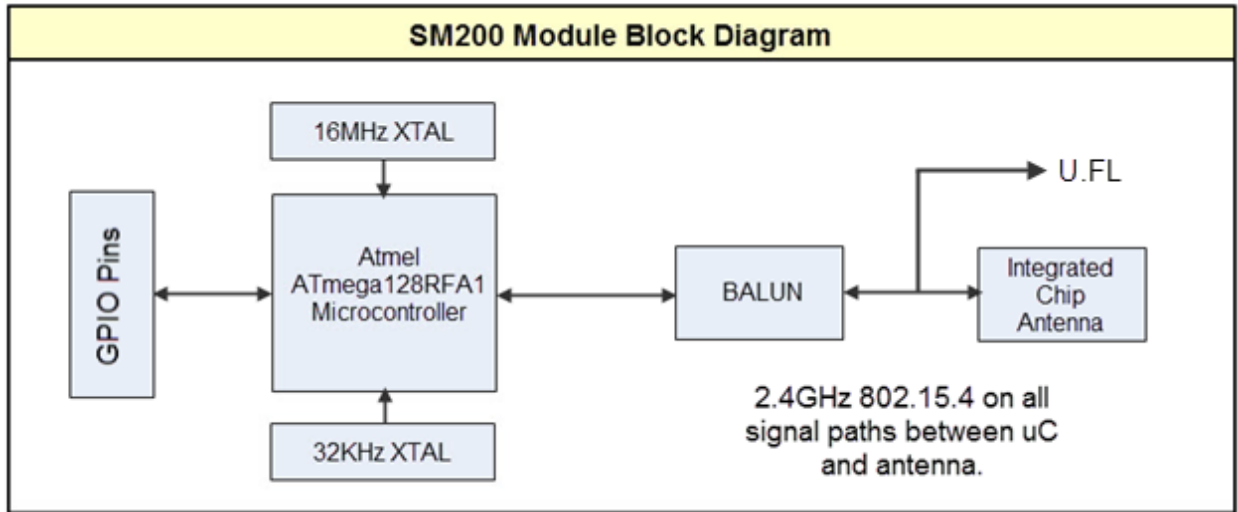 SM200 Module Block Diagram
16MHz XTAL
U.FL
GPIO Pins
Atmel
ATmega128RFA1
Microcontroller
BALUN
Integrated
Chip
Antenna
32KHz XTAL
2.4GHz 802.15.4 on all
signal paths between uC
and antenna.